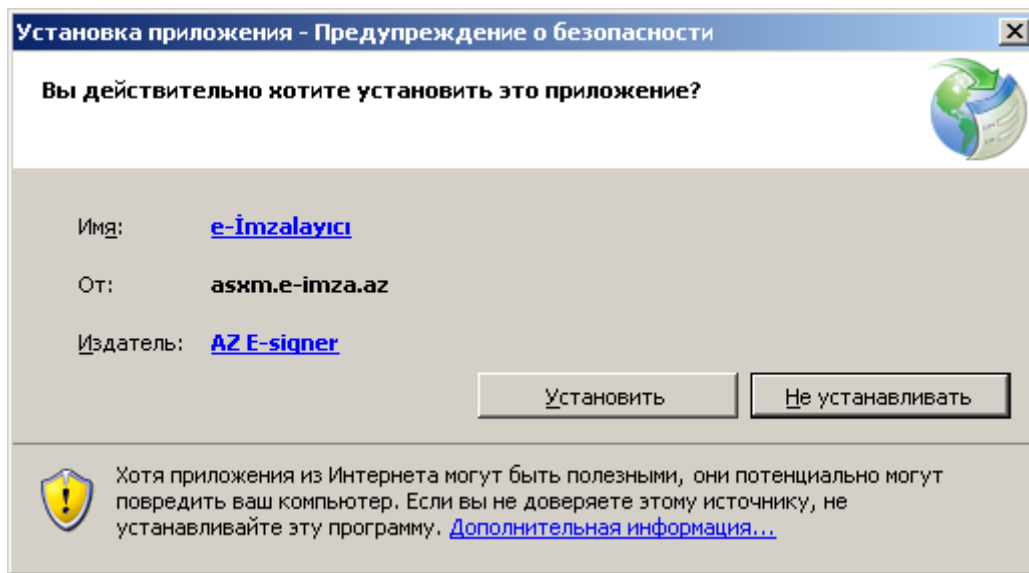 Установка приложения - Предупреждение о безопасности
Вы действительно хотите установить это приложение?
Имя: e-İmzalayıcı
От: asxm.e-imza.az
Издатель: AZ E-signer
Установить Не устанавливать
Хотя приложения из Интернета могут быть полезными, они потенциально могут
повредить ваш компьютер. Если вы не доверяете этому источнику, не
устанавливайте эту программу. Дополнительная информация...